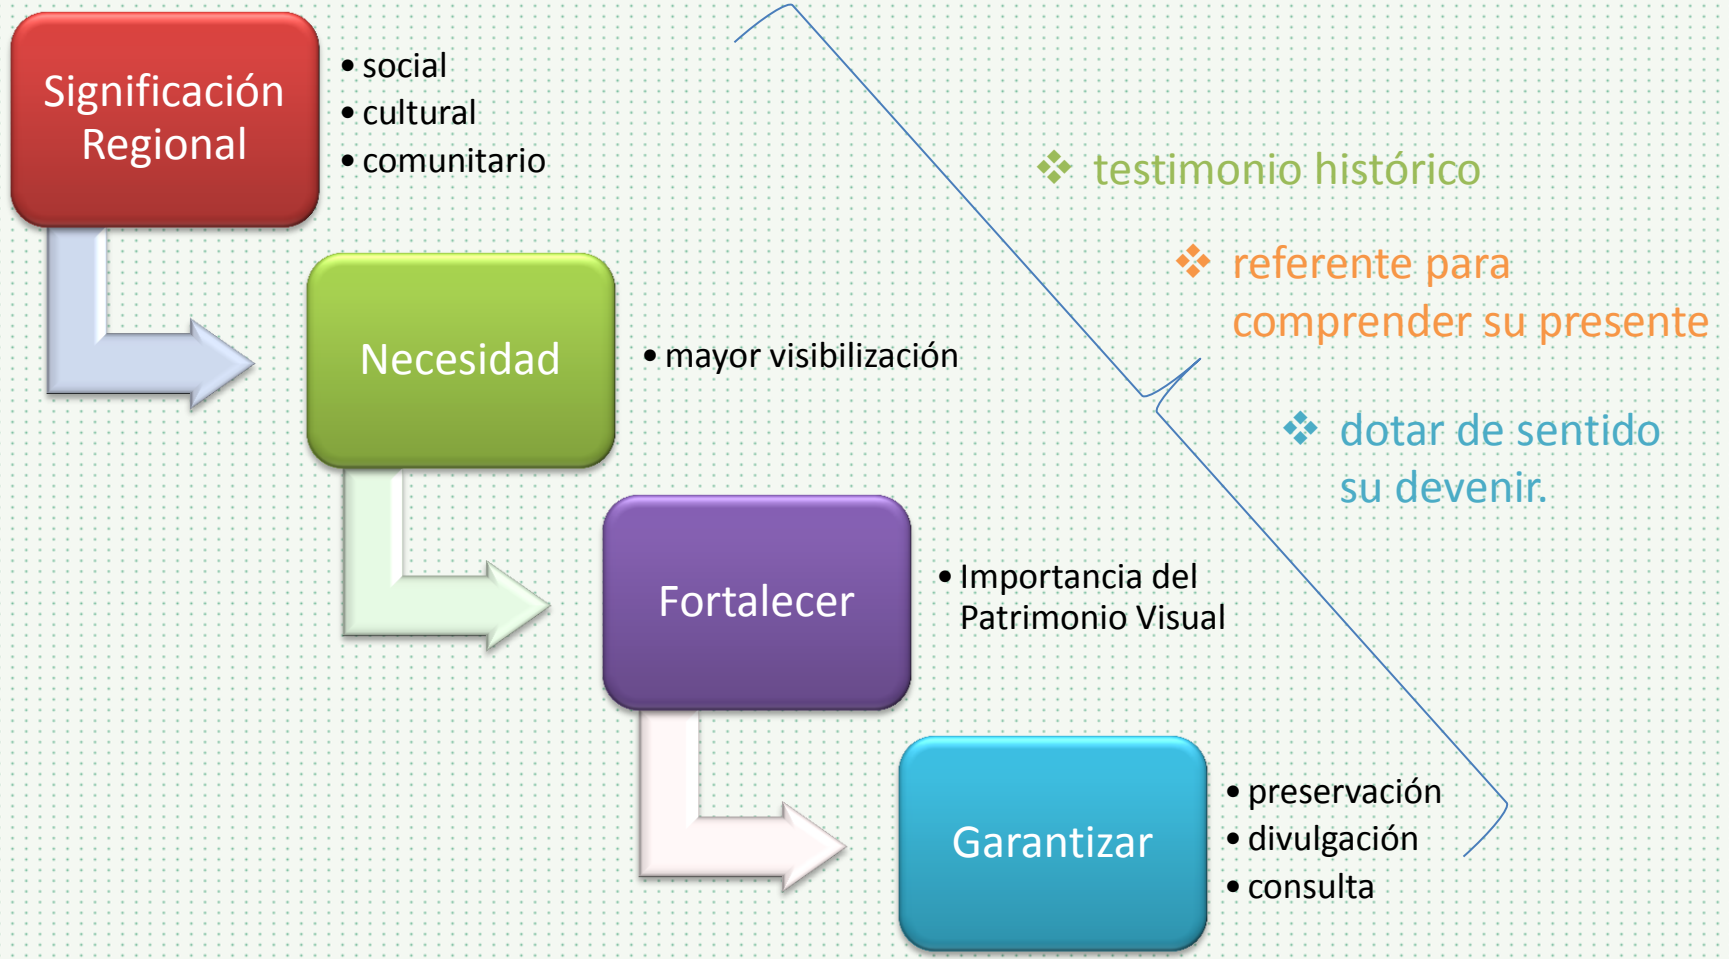 Significación
Regional
• social
• cultural
• comunitario
Necesidad
• mayor visibilización
Fortalecer
• Importancia del
Patrimonio Visual
Garantizar
• preservación
• divulgación
• consulta
❖ testimonio histórico
❖ referente para
comprender su presente
❖ dotar de sentido
su devenir.